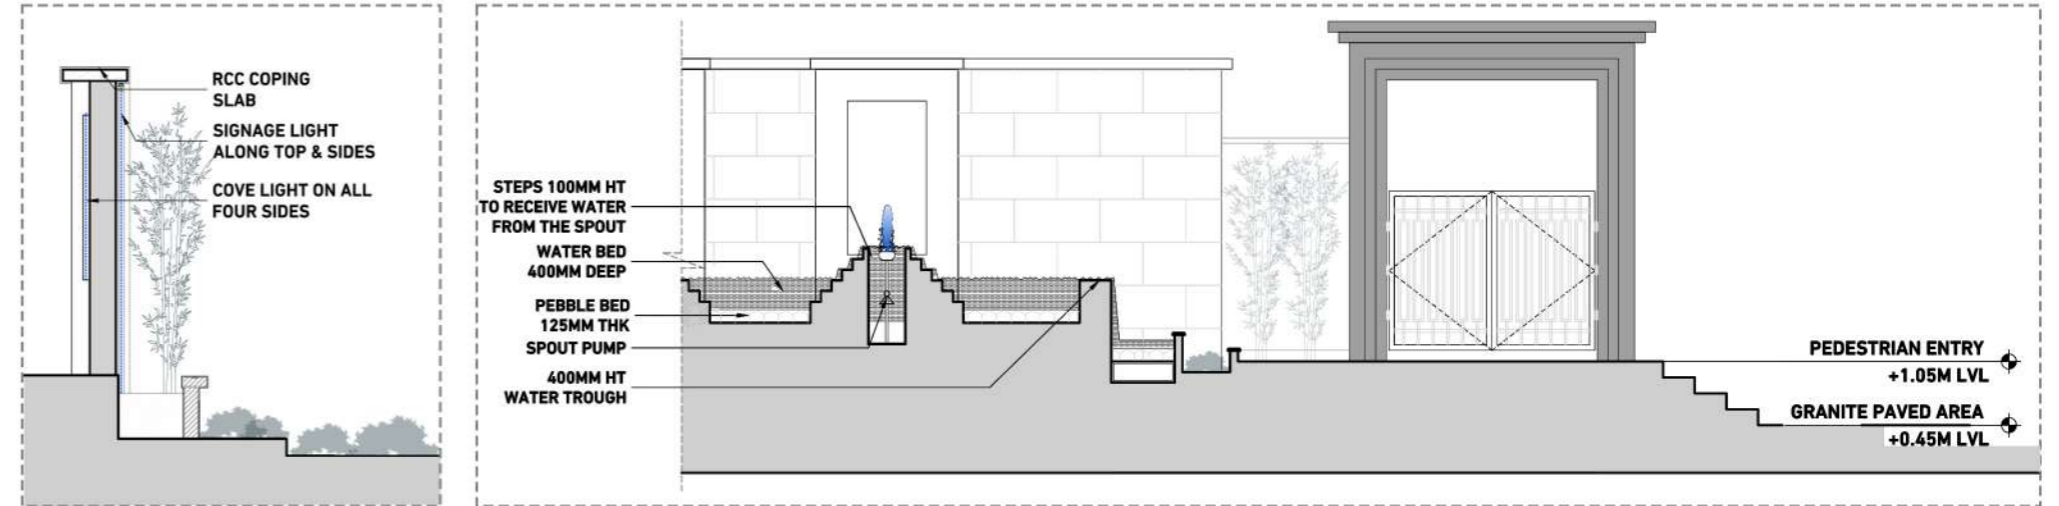 RCC COPING
SLAB
SIGNAGE LIGHT
ALONG TOP & SIDES
COVE LIGHT ON ALL
FOUR SIDES
STEPS 100MM HT
TO RECEIVE WATER
FROM THE SPOUT
WATER BED
400MM DEEP
PEBBLE BED
125MM THK
SPOUT PUMP
400MM HT
WATER TROUGH
PEDESTRIAN ENTRY
+1.05M LVL
GRANITE PAVED AREA
+0.45M LVL